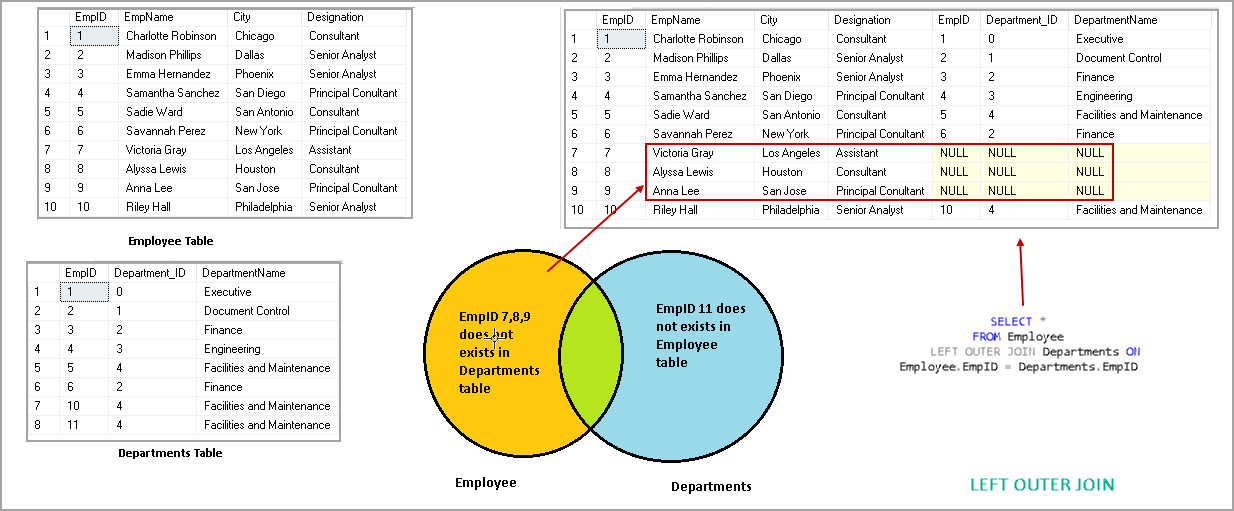 EmpID EmpName City Designation
1 1 Charlotte Robinson Chicago Consultant
2 2 Madison Phillips Dallas Senior Analyst
3 3 Emma Hernandez Phoenix Senior Analyst
4 4 Samantha Sanchez San Diego Principal Conultant
5 5 Sadie Ward San Antonio Consultant
6 6 Savannah Perez New York Principal Conultant
7 7 Victoria Gray Los Angeles Assistant
8 8 Alyssa Lewis Houston Consultant
9 9 Anna Lee San Jose Principal Conultant
10 10 Riley Hall Philadelphia Senior Analyst
Employee Table
EmpID Department_ID DepartmentName
1 1 0 Executive
2 2 1 Document Control
3 3 2 Finance
4 4 3 Engineering
5 5 4 Facilities and Maintenance
6 6 2 Finance
7 10 4 Facilities and Maintenance
8 11 4 Facilities and Maintenance
Departments Table
EmpID EmpName City Designation EmpID Department_ID DepartmentName
1 1 Charlotte Robinson Chicago Consultant 1 0 Executive
2 2 Madison Phillips Dallas Senior Analyst 2 1 Document Control
3 3 Emma Hernandez Phoenix Senior Analyst 3 2 Finance
4 4 Samantha Sanchez San Diego Principal Conultant 4 3 Engineering
5 5 Sadie Ward San Antonio Consultant 5 4 Facilities and Maintenance
6 6 Savannah Perez New York Principal Conultant 6 2 Finance
7 7 Victoria Gray Los Angeles Assistant NULL NULL NULL
8 8 Alyssa Lewis Houston Consultant NULL NULL NULL
9 9 Anna Lee San Jose Principal Conultant NULL NULL NULL
10 10 Riley Hall Philadelphia Senior Analyst 10 4 Facilities and Maintenance
EmpID 7,8,9
does not
exists in
Departments
table
EmpID 11 does
not exists in
Employee
table
Employee
Departments
SELECT *
FROM Employee
LEFT OUTER JOIN Departments ON
Employee.EmpID = Departments.EmpID
LEFT OUTER JOIN